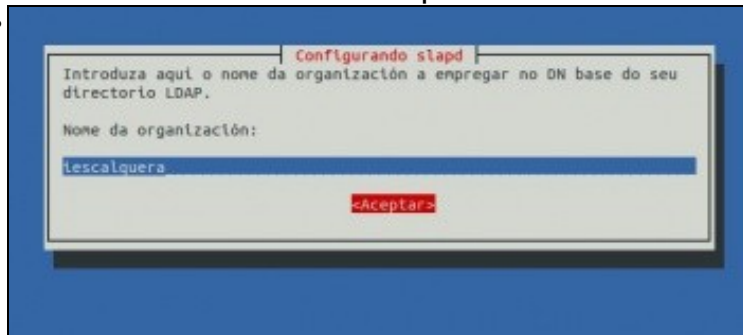 Configurando slapd
Introduza aquí o nome da organización a empregar no DN base do seu
directorio LDAP.
Nome da organización:
iescalquera
<Aceptar>